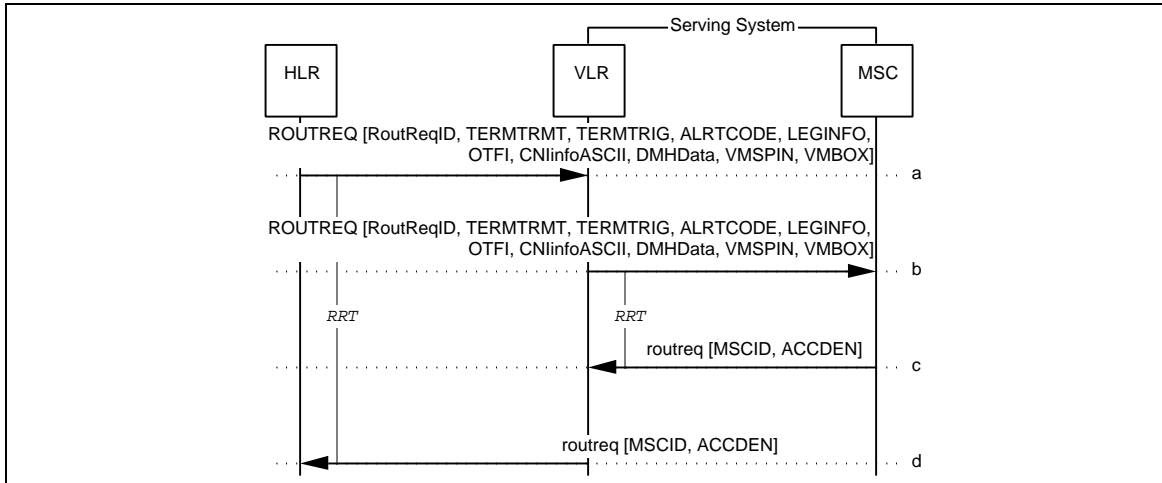 Serving System
HLR
VLR
MSC
ROUTREQ [RoutReqID, TERMTRMT, TERMTRIG, ALRTCODE, LEGINFO,
OTFI, CNIinfoASCII, DMHData, VMSPIN, VMBOX]
a
ROUTREQ [RoutReqID, TERMTRMT, TERMTRIG, ALRTCODE, LEGINFO,
OTFI, CNIinfoASCII, DMHData, VMSPIN, VMBOX]
b
RRT
RRT
routreq [MSCID, ACCDEN]
c
routreq [MSCID, ACCDEN]
d